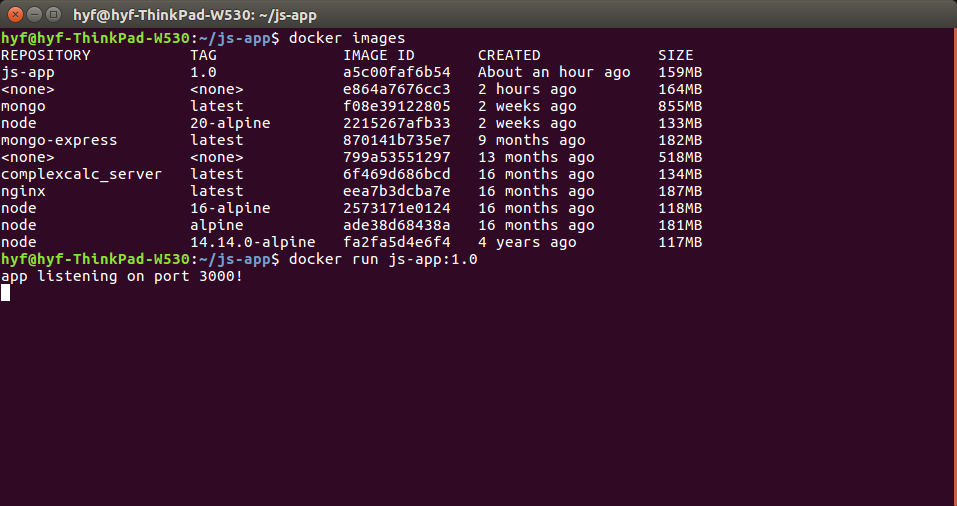 hyf@hyf-ThinkPad-W530: ~/js-app
hyf@hyf-ThinkPad-W530:~/js-app$ docker images
REPOSITORY TAG IMAGE ID CREATED SIZE
js-app 1.0 a5c00faf6b54 About an hour ago 159MB
<none> <none> e864a7676cc3 2 hours ago 164MB
mongo latest f08e39122805 2 weeks ago 855MB
node 20-alpine 2215267afb33 2 weeks ago 133MB
mongo-express latest 870141b735e7 9 months ago 182MB
<none> <none> 799a53551297 13 months ago 518MB
complexcalc_server latest 6f469d686bcd 16 months ago 134MB
nginx latest eea7b3dcba7e 16 months ago 187MB
node 16-alpine 2573171e0124 16 months ago 118MB
node alpine ade38d68438a 16 months ago 181MB
node 14.14.0-alpine fa2fa5d4e6f4 4 years ago 117MB
hyf@hyf-ThinkPad-W530:~/js-app$ docker run js-app:1.0
app listening on port 3000!